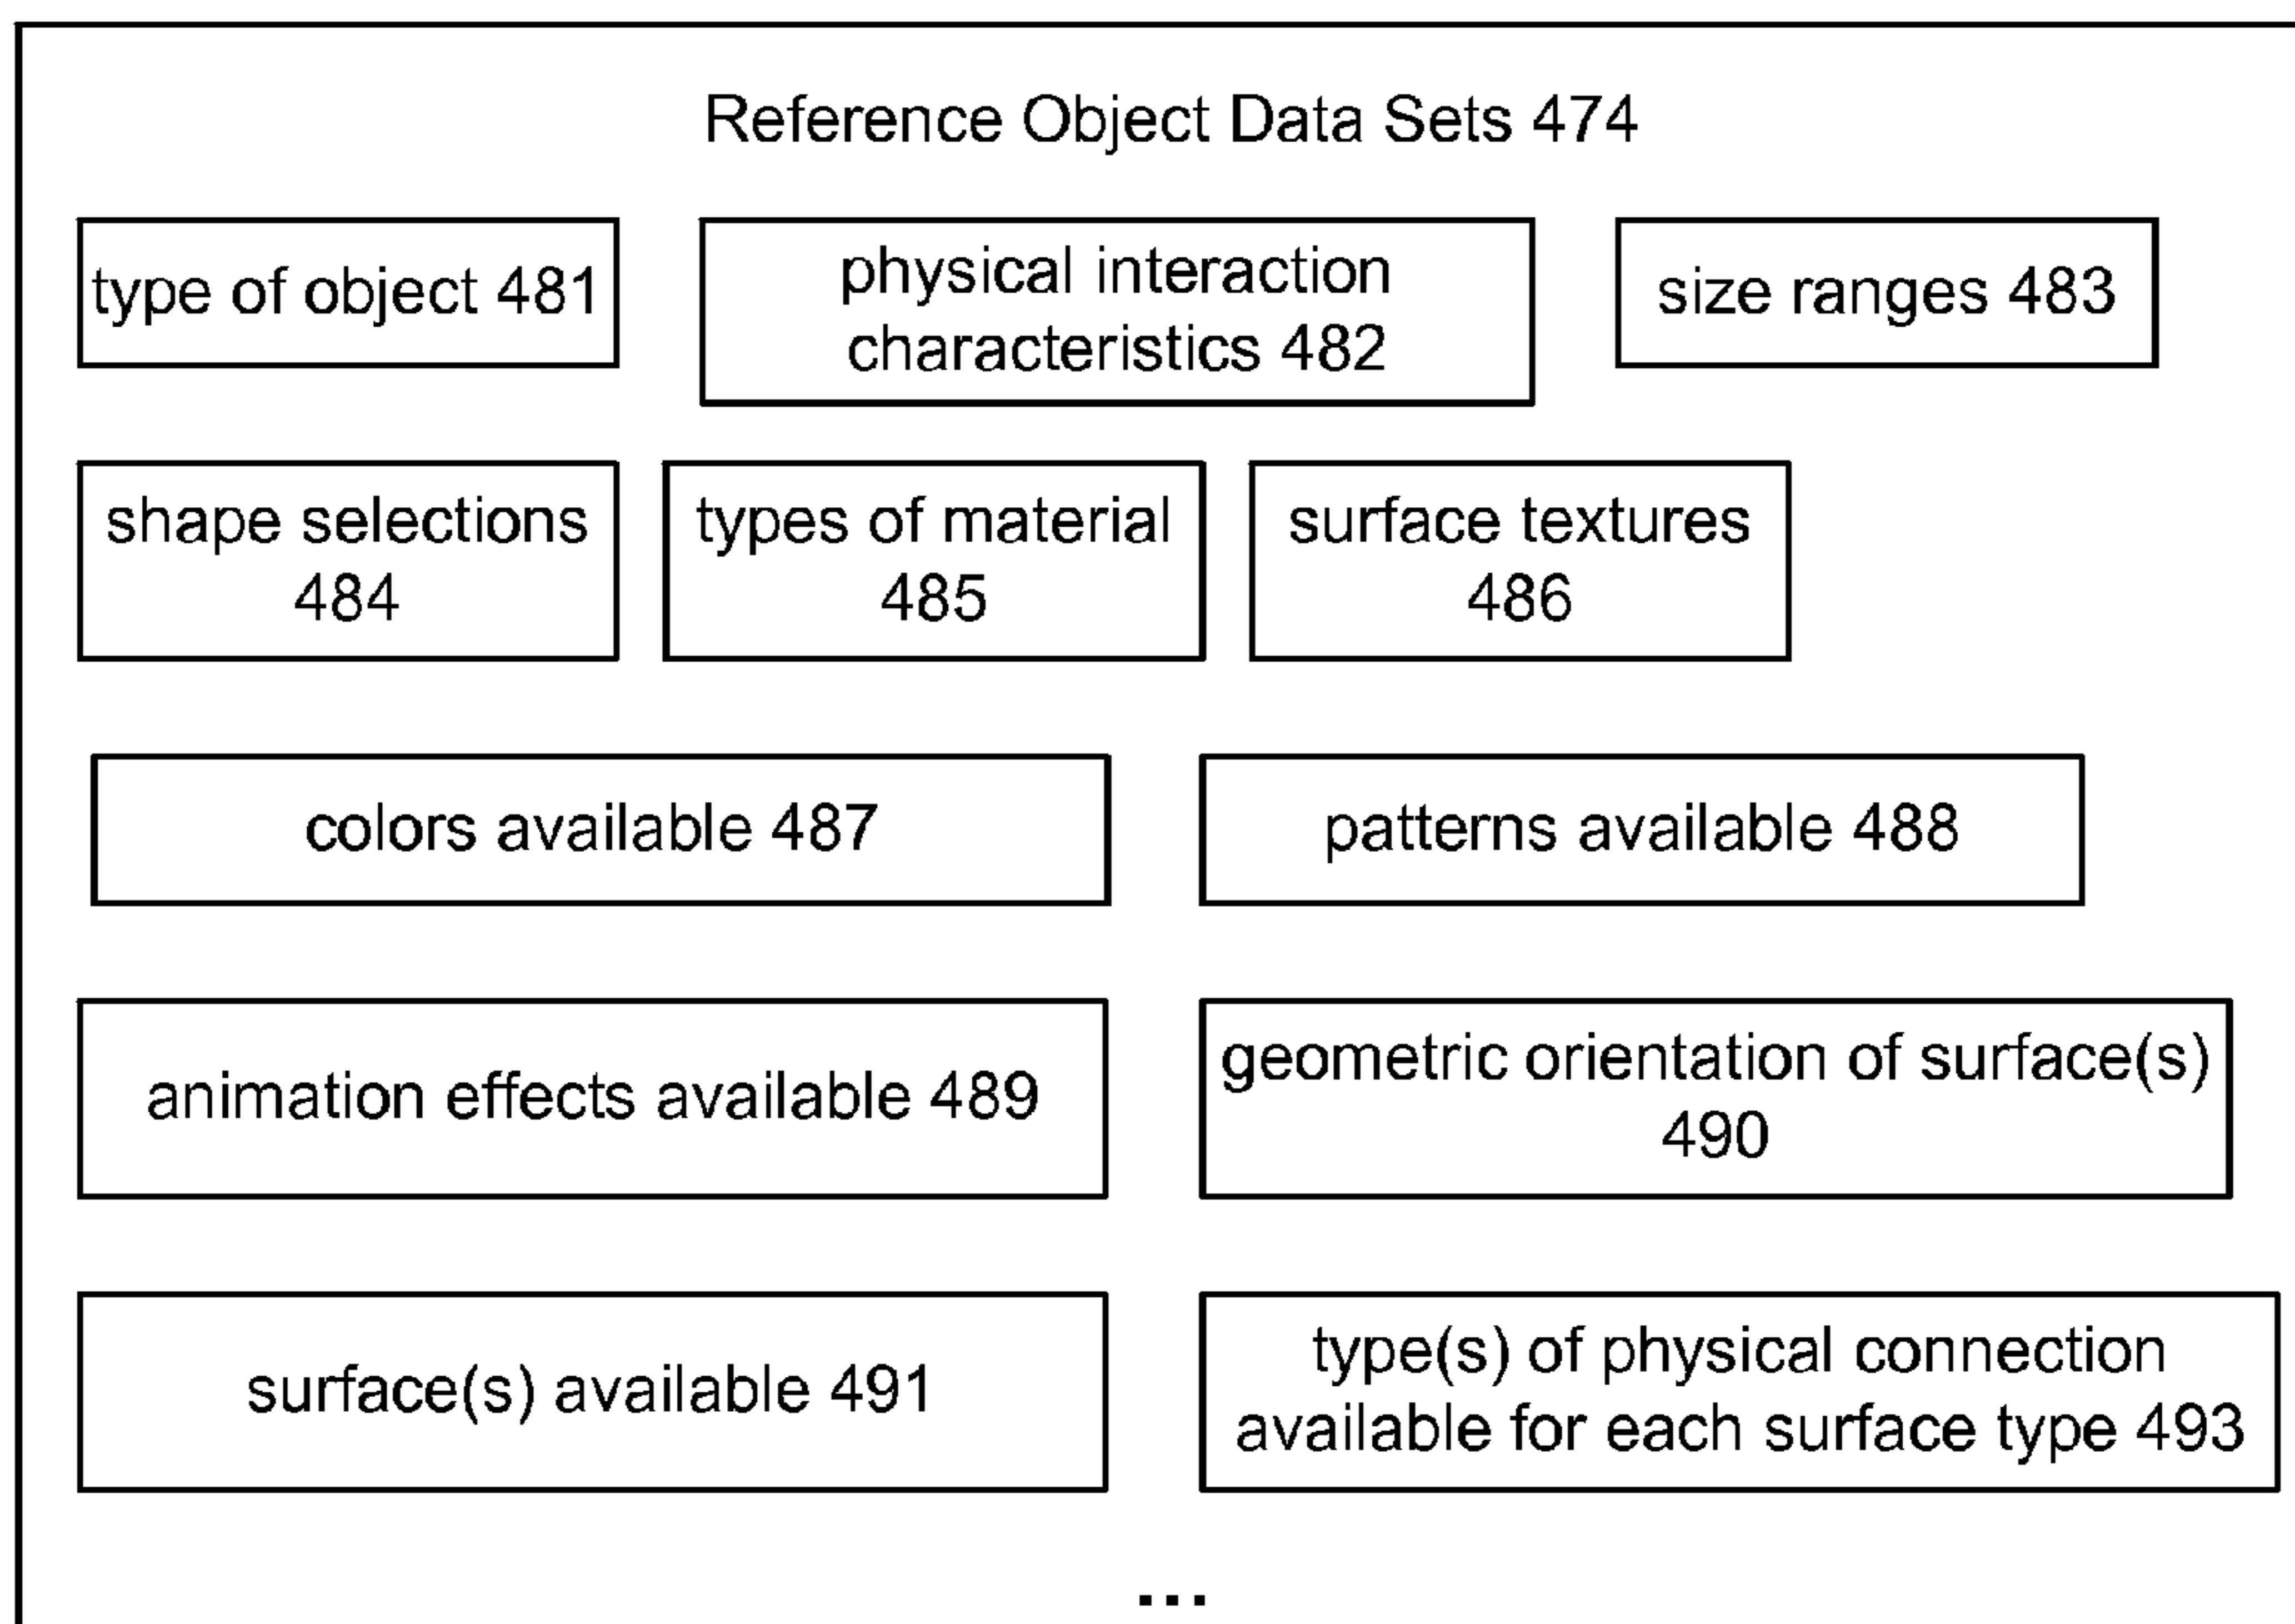 Reference Object Data Sets 474
type of object 481
physical interaction
characteristics 482
size ranges 483
shape selections
484
types of material
485
surface textures
486
colors available 487
patterns available 488
animation effects available 489
geometric orientation of surface(s)
490
surface(s) available 491
type(s) of physical connection
available for each surface type 493
...